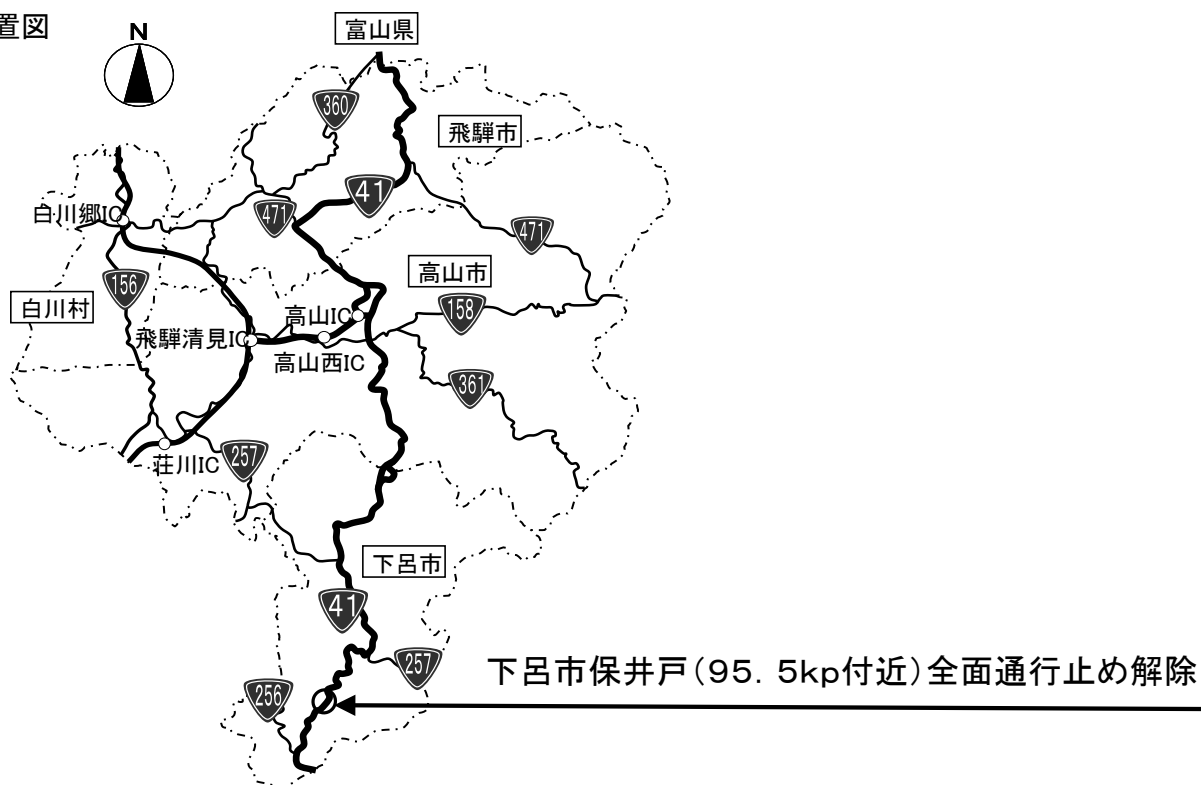 置図
N
富山県
360
飛騨市
41
471
白川郷IC
471
高山市
156
158
白川村
高山IC
飛騨清見IC
高山西IC
361
荘川IC
257
下呂市
41
257
下呂市保井戸(95. 5kp付近)全面通行止め解除
256